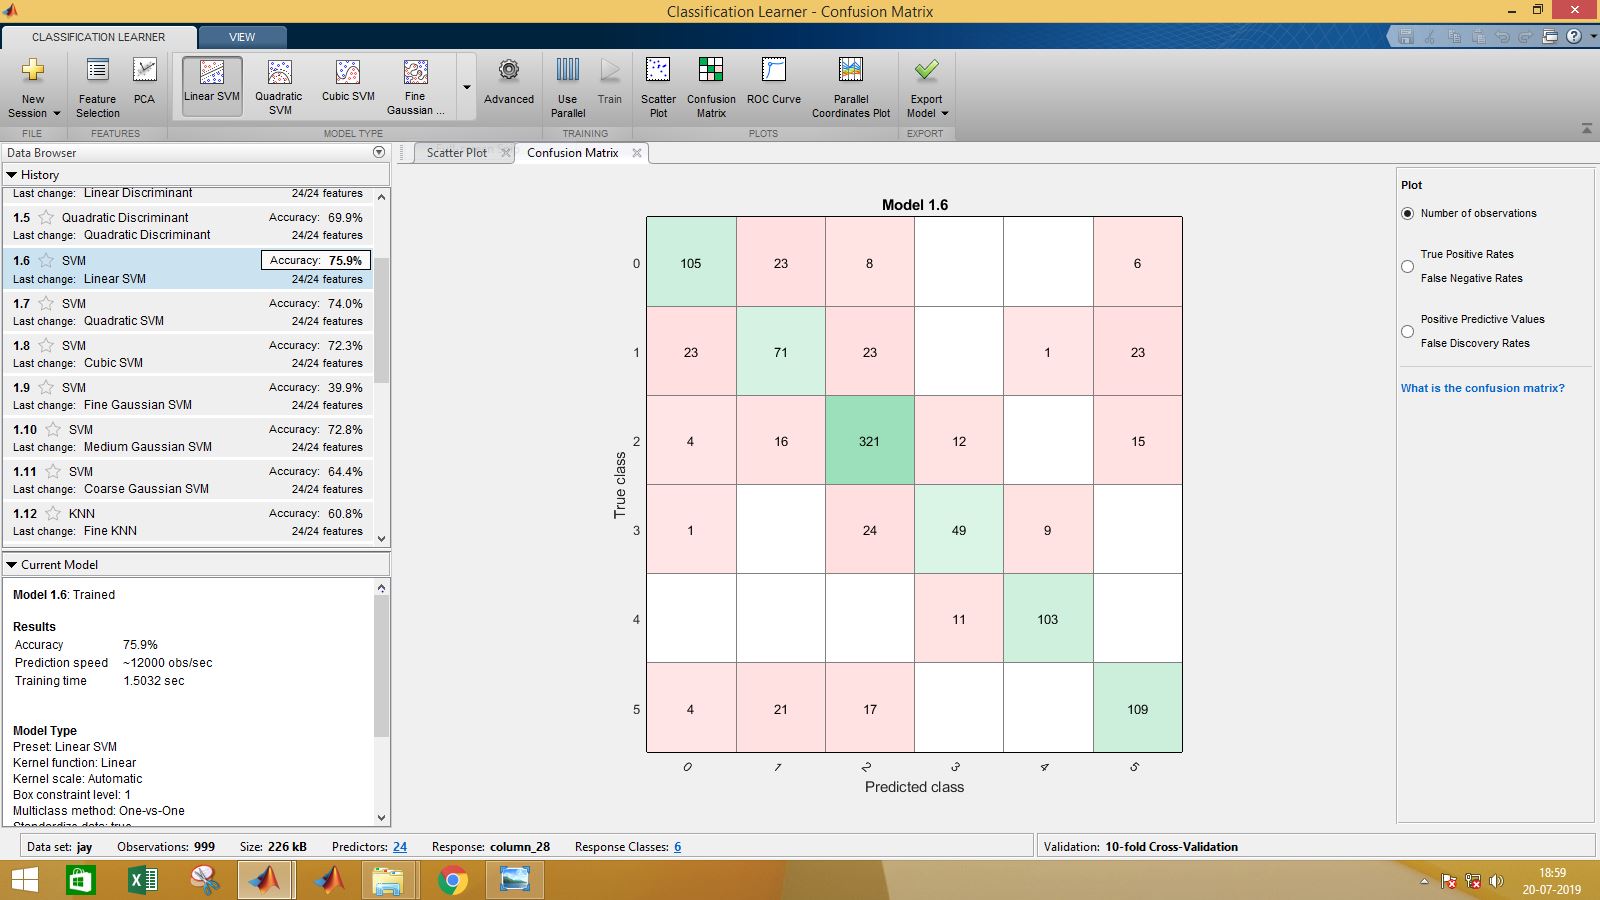 Classification Learner - Confusion Matrix
CLASSIFICATION LEARNER
VIEW
New Session
Feature Selection
PCA
Linear SVM
Quadratic SVM
Cubic SVM
Fine Gaussian ...
Advanced
Use Parallel
Train
Scatter Plot
Confusion Matrix
ROC Curve
Parallel Coordinates Plot
Export Model
FILE
FEATURES
MODEL TYPE
TRAINING
PLOTS
EXPORT
Data Browser
Scatter Plot
Confusion Matrix
History
Last change: Linear Discriminant 24/24 features
1.5 Quadratic Discriminant Accuracy: 69.9%
Last change: Quadratic Discriminant 24/24 features
1.6 SVM Accuracy: 75.9%
Last change: Linear SVM 24/24 features
1.7 SVM Accuracy: 74.0%
Last change: Quadratic SVM 24/24 features
1.8 SVM Accuracy: 72.3%
Last change: Cubic SVM 24/24 features
1.9 SVM Accuracy: 39.9%
Last change: Fine Gaussian SVM 24/24 features
1.10 SVM Accuracy: 72.8%
Last change: Medium Gaussian SVM 24/24 features
1.11 SVM Accuracy: 64.4%
Last change: Coarse Gaussian SVM 24/24 features
1.12 KNN Accuracy: 60.8%
Last change: Fine KNN 24/24 features
Current Model
Model 1.6: Trained
Results
Accuracy 75.9%
Prediction speed ~12000 obs/sec
Training time 1.5032 sec
Model Type
Preset: Linear SVM
Kernel function: Linear
Kernel scale: Automatic
Box constraint level: 1
Multiclass method: One-vs-One
Standardize data: true
Model 1.6
True class
0 105 23 8 6
1 23 71 23 1 23
2 4 16 321 12 15
3 1 24 49 9
4 11 103
5 4 21 17 109
0 1 2 3 4 5
Predicted class
Plot
Number of observations
True Positive Rates
False Negative Rates
Positive Predictive Values
False Discovery Rates
What is the confusion matrix?
Data set: jay Observations: 999 Size: 226 kB Predictors: 24 Response: column_28 Response Classes: 6
Validation: 10-fold Cross-Validation
18:59
20-07-2019